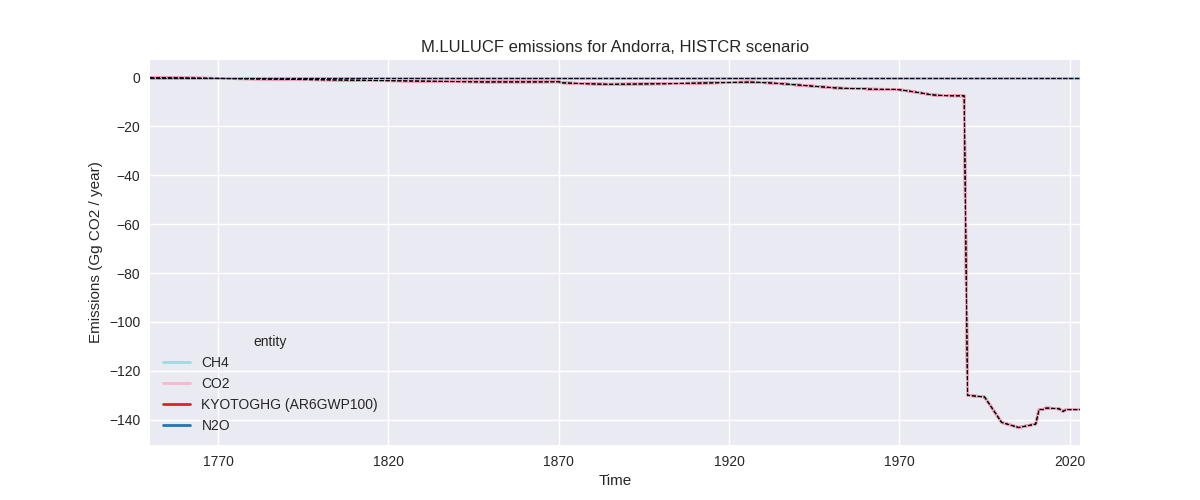 M.LULUCF emissions for Andorra, HISTCR scenario
Emissions (Gg CO2 / year)
0
−20
−40
−60
−80
−100
−120
−140
entity
CH4
CO2
KYOTOGHG (AR6GWP100)
N2O
1770
1820
1870
1920
1970
2020
Time